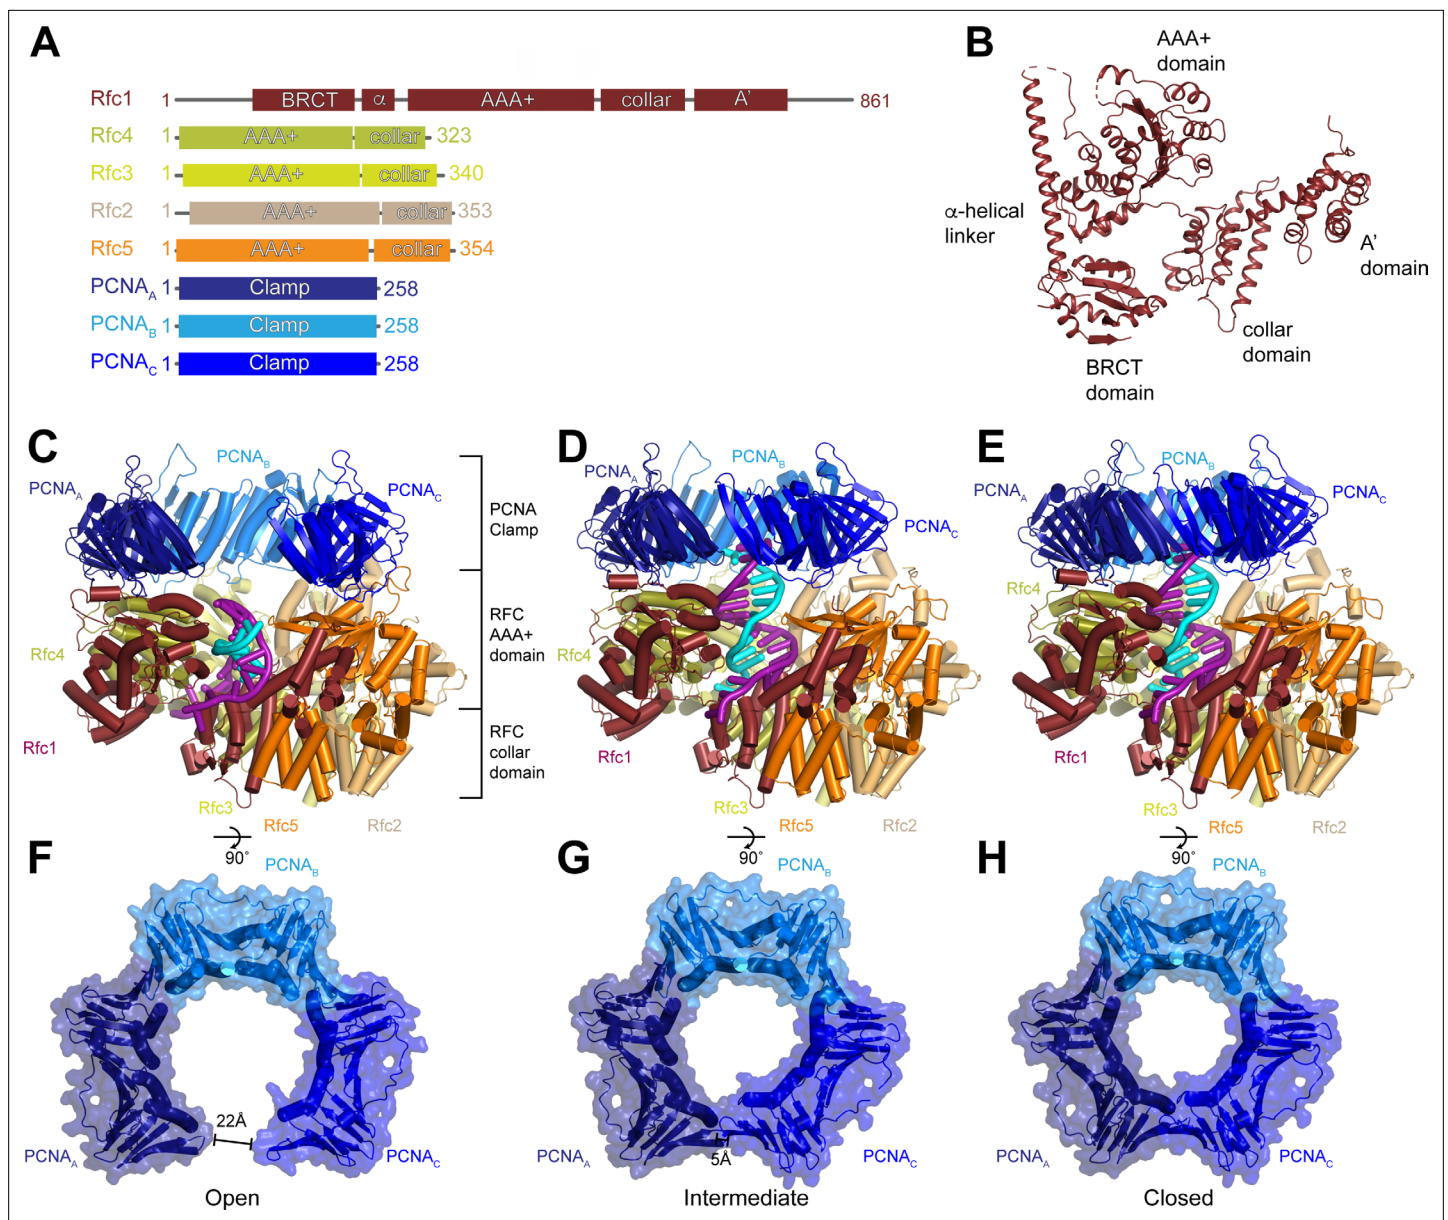 A
Rfc1 1 BRCT α AAA+ collar A' 861
Rfc4 1 AAA+ collar 323
Rfc3 1 AAA+ collar 340
Rfc2 1 AAA+ collar 353
Rfc5 1 AAA+ collar 354
PCNAA 1 Clamp 258
PCNAB 1 Clamp 258
PCNAC 1 Clamp 258
B
AAA+
domain
α-helical
linker
A'
domain
collar
domain
BRCT
domain
C
PCNAA
PCNAB
PCNAC
PCNA
Clamp
RFC
AAA+
domain
RFC
collar
domain
Rfc4
Rfc1
Rfc3
Rfc5
Rfc2
90°
D
PCNAA
PCNAB
PCNAC
Rfc4
Rfc1
Rfc3
Rfc5
Rfc2
90°
E
PCNAA
PCNAB
PCNAC
Rfc4
Rfc1
Rfc3
Rfc5
Rfc2
90°
F
PCNAB
22Å
PCNAA
PCNAC
Open
G
PCNAB
5Å
PCNAA
PCNAC
Intermediate
H
PCNAB
PCNAA
PCNAC
Closed